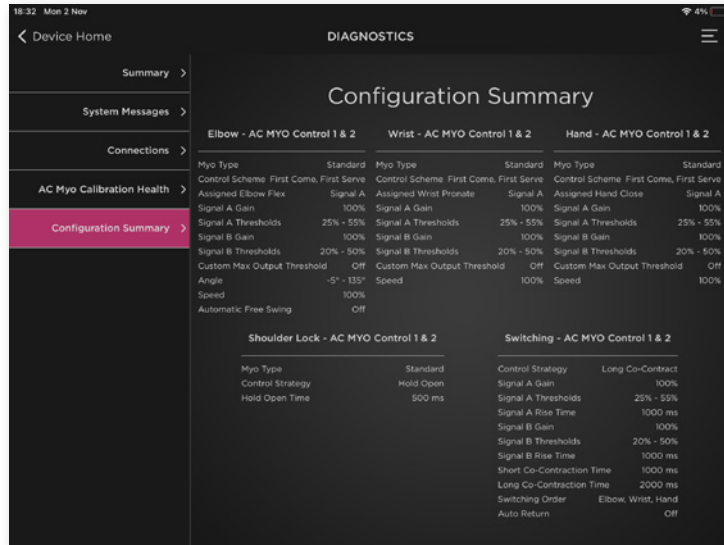 18:32 Mon 2 Nov 4%
Device Home
DIAGNOSTICS
Summary
System Messages
Connections
AC Myo Calibration Health
Configuration Summary
Configuration Summary
Elbow - AC MYO Control 1 & 2
Myo Type Standard
Control Scheme First Come, First Serve
Assigned Elbow Flex Signal A
Signal A Gain 100%
Signal A Thresholds 25% - 55%
Signal B Gain 100%
Signal B Thresholds 20% - 50%
Custom Max Output Threshold Off
Angle -5° - 135°
Speed 100%
Automatic Free Swing Off
Wrist - AC MYO Control 1 & 2
Myo Type Standard
Control Scheme First Come, First Serve
Assigned Wrist Pronate Signal A
Signal A Gain 100%
Signal A Thresholds 25% - 55%
Signal B Gain 100%
Signal B Thresholds 20% - 50%
Custom Max Output Threshold Off
Speed 100%
Hand - AC MYO Control 1 & 2
Myo Type Standard
Control Scheme First Come, First Serve
Assigned Hand Close Signal A
Signal A Gain 100%
Signal A Thresholds 25% - 55%
Signal B Gain 100%
Signal B Thresholds 20% - 50%
Custom Max Output Threshold Off
Speed 100%
Shoulder Lock - AC MYO Control 1 & 2
Myo Type Standard
Control Strategy Hold Open
Hold Open Time 500 ms
Switching - AC MYO Control 1 & 2
Control Strategy Long Co-Contract
Signal A Gain 100%
Signal A Thresholds 25% - 55%
Signal A Rise Time 1000 ms
Signal B Gain 100%
Signal B Thresholds 20% - 50%
Signal B Rise Time 1000 ms
Short Co-Contraction Time 1000 ms
Long Co-Contraction Time 2000 ms
Switching Order Elbow, Wrist, Hand
Auto Return Off